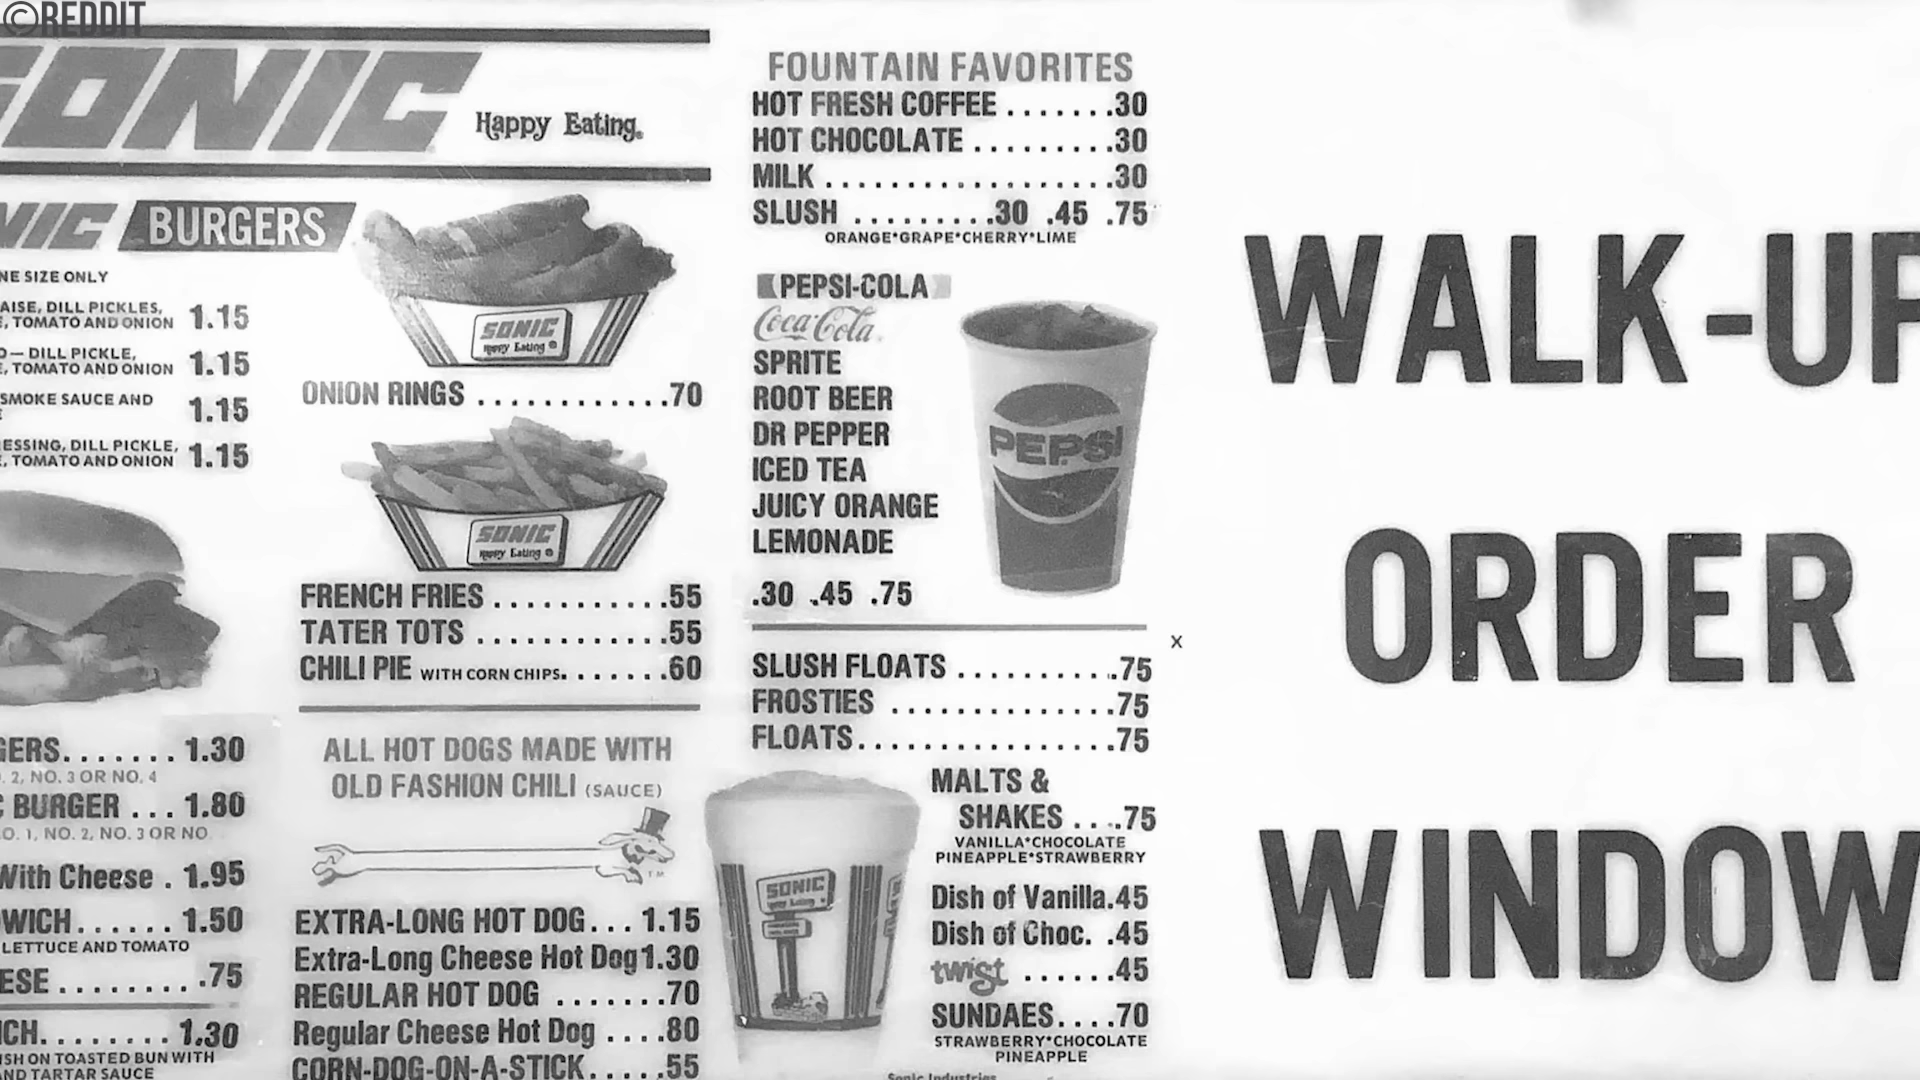 ©REDDIT
SONIC
Happy Eating®
BURGERS
SIZE ONLY
DILL PICKLES,
TOMATO AND ONION 1.15
DILL PICKLE,
TOMATO AND ONION 1.15
SMOKE SAUCE AND
1.15
DILL PICKLE,
TOMATO AND ONION 1.15
1.30
2, NO. 3 OR NO. 4
BURGER ... 1.80
NO. 1, NO. 2, NO. 3 OR NO.
With Cheese . 1.95
1.50
LETTUCE AND TOMATO
.75
1.30
ON TOASTED BUN WITH
AND TARTAR SAUCE
SONIC
Happy Eating®
ONION RINGS ............70
SONIC
Happy Eating®
FRENCH FRIES ...........55
TATER TOTS ............55
CHILI PIE WITH CORN CHIPS.......60
ALL HOT DOGS MADE WITH
OLD FASHION CHILI (SAUCE)
TM
EXTRA-LONG HOT DOG... 1.15
Extra-Long Cheese Hot Dog 1.30
REGULAR HOT DOG .......70
Regular Cheese Hot Dog ....80
CORN-DOG-ON-A-STICK.....55
FOUNTAIN FAVORITES
HOT FRESH COFFEE .......30
HOT CHOCOLATE .........30
MILK ..................30
SLUSH .........30 .45 .75
ORANGE*GRAPE*CHERRY*LIME
PEPSI-COLA
Coca-Cola
SPRITE
ROOT BEER
DR PEPPER
ICED TEA
JUICY ORANGE
LEMONADE
.30 .45 .75
PEPSI
SLUSH FLOATS ..........75
FROSTIES ..............75
FLOATS................75
MALTS &
SHAKES ....75
VANILLA*CHOCOLATE
PINEAPPLE*STRAWBERRY
Dish of Vanilla.45
Dish of Choc. .45
twist ......45
SUNDAES....70
STRAWBERRY*CHOCOLATE
PINEAPPLE
Sonic Industries
SONIC
Happy Eating
x
WALK-UP
ORDER
WINDOW